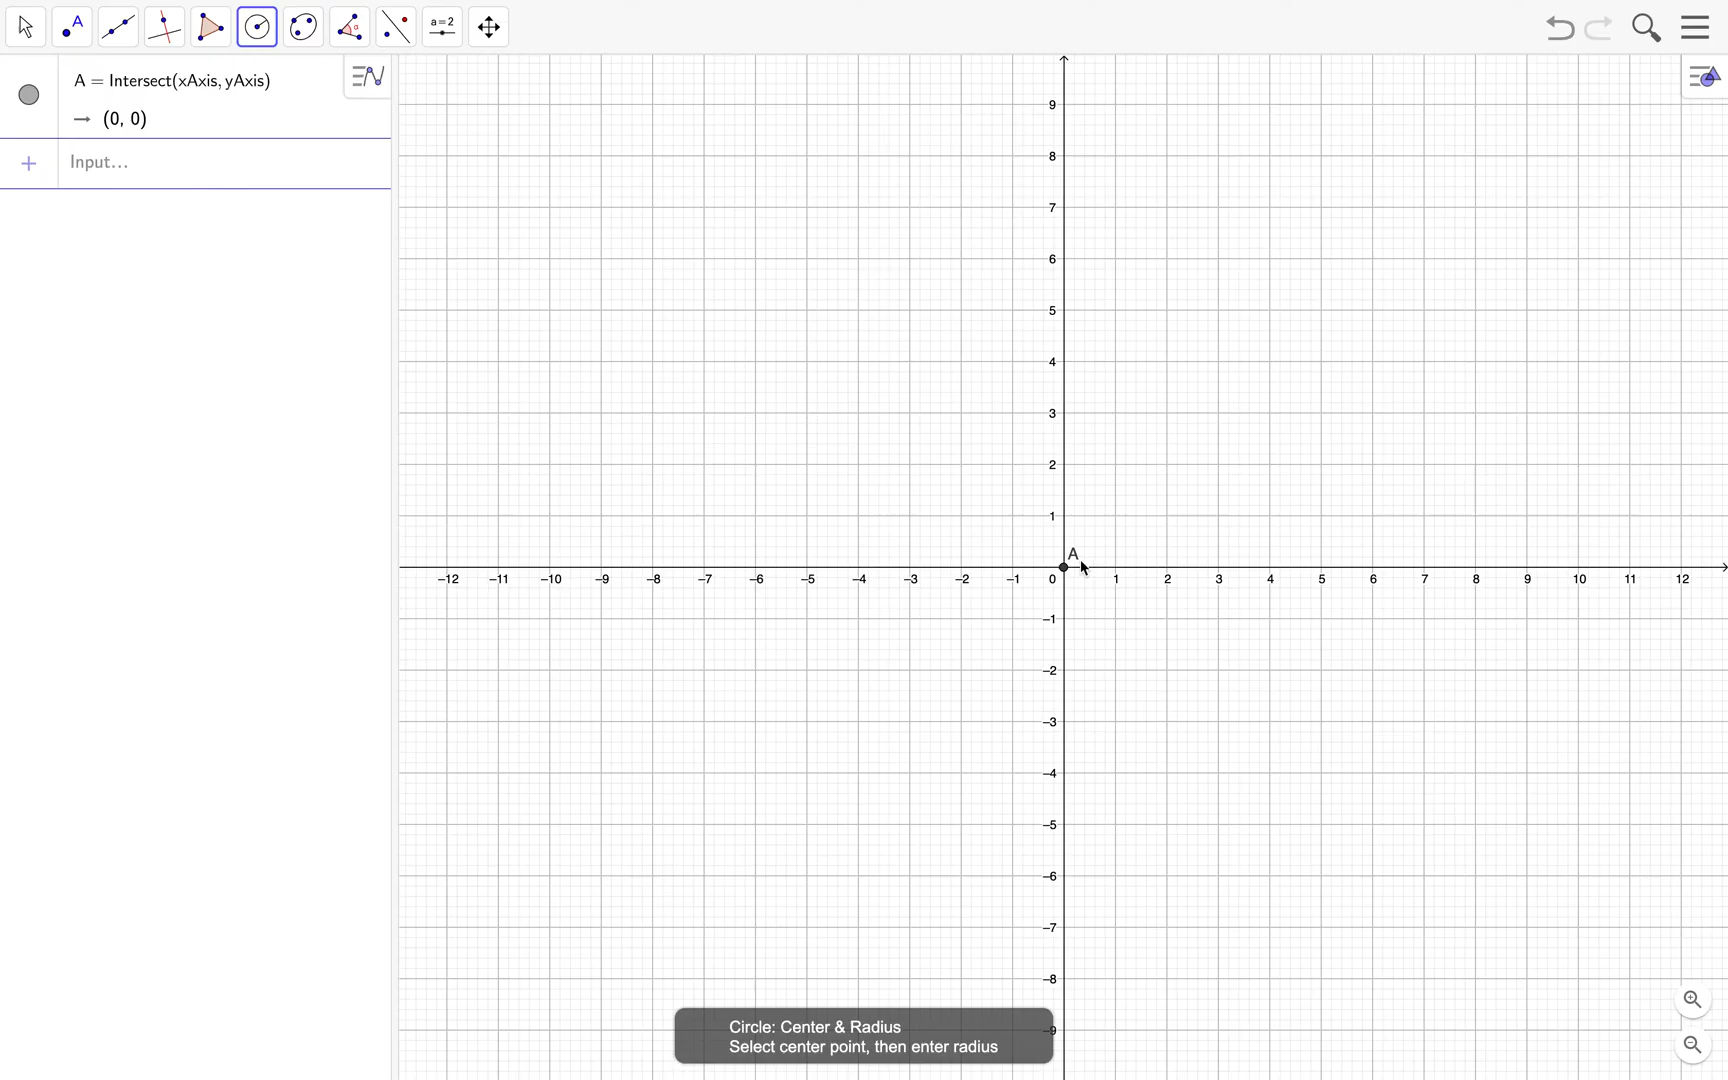 A
α
a=2
A = Intersect(xAxis, yAxis)
→ (0, 0)
+ Input...
9
8
7
6
5
4
3
2
1
A
−12 −11 −10 −9 −8 −7 −6 −5 −4 −3 −2 −1 0 1 2 3 4 5 6 7 8 9 10 11 12
−1
−2
−3
−4
−5
−6
−7
−8
−9
Circle: Center & Radius
Select center point, then enter radius